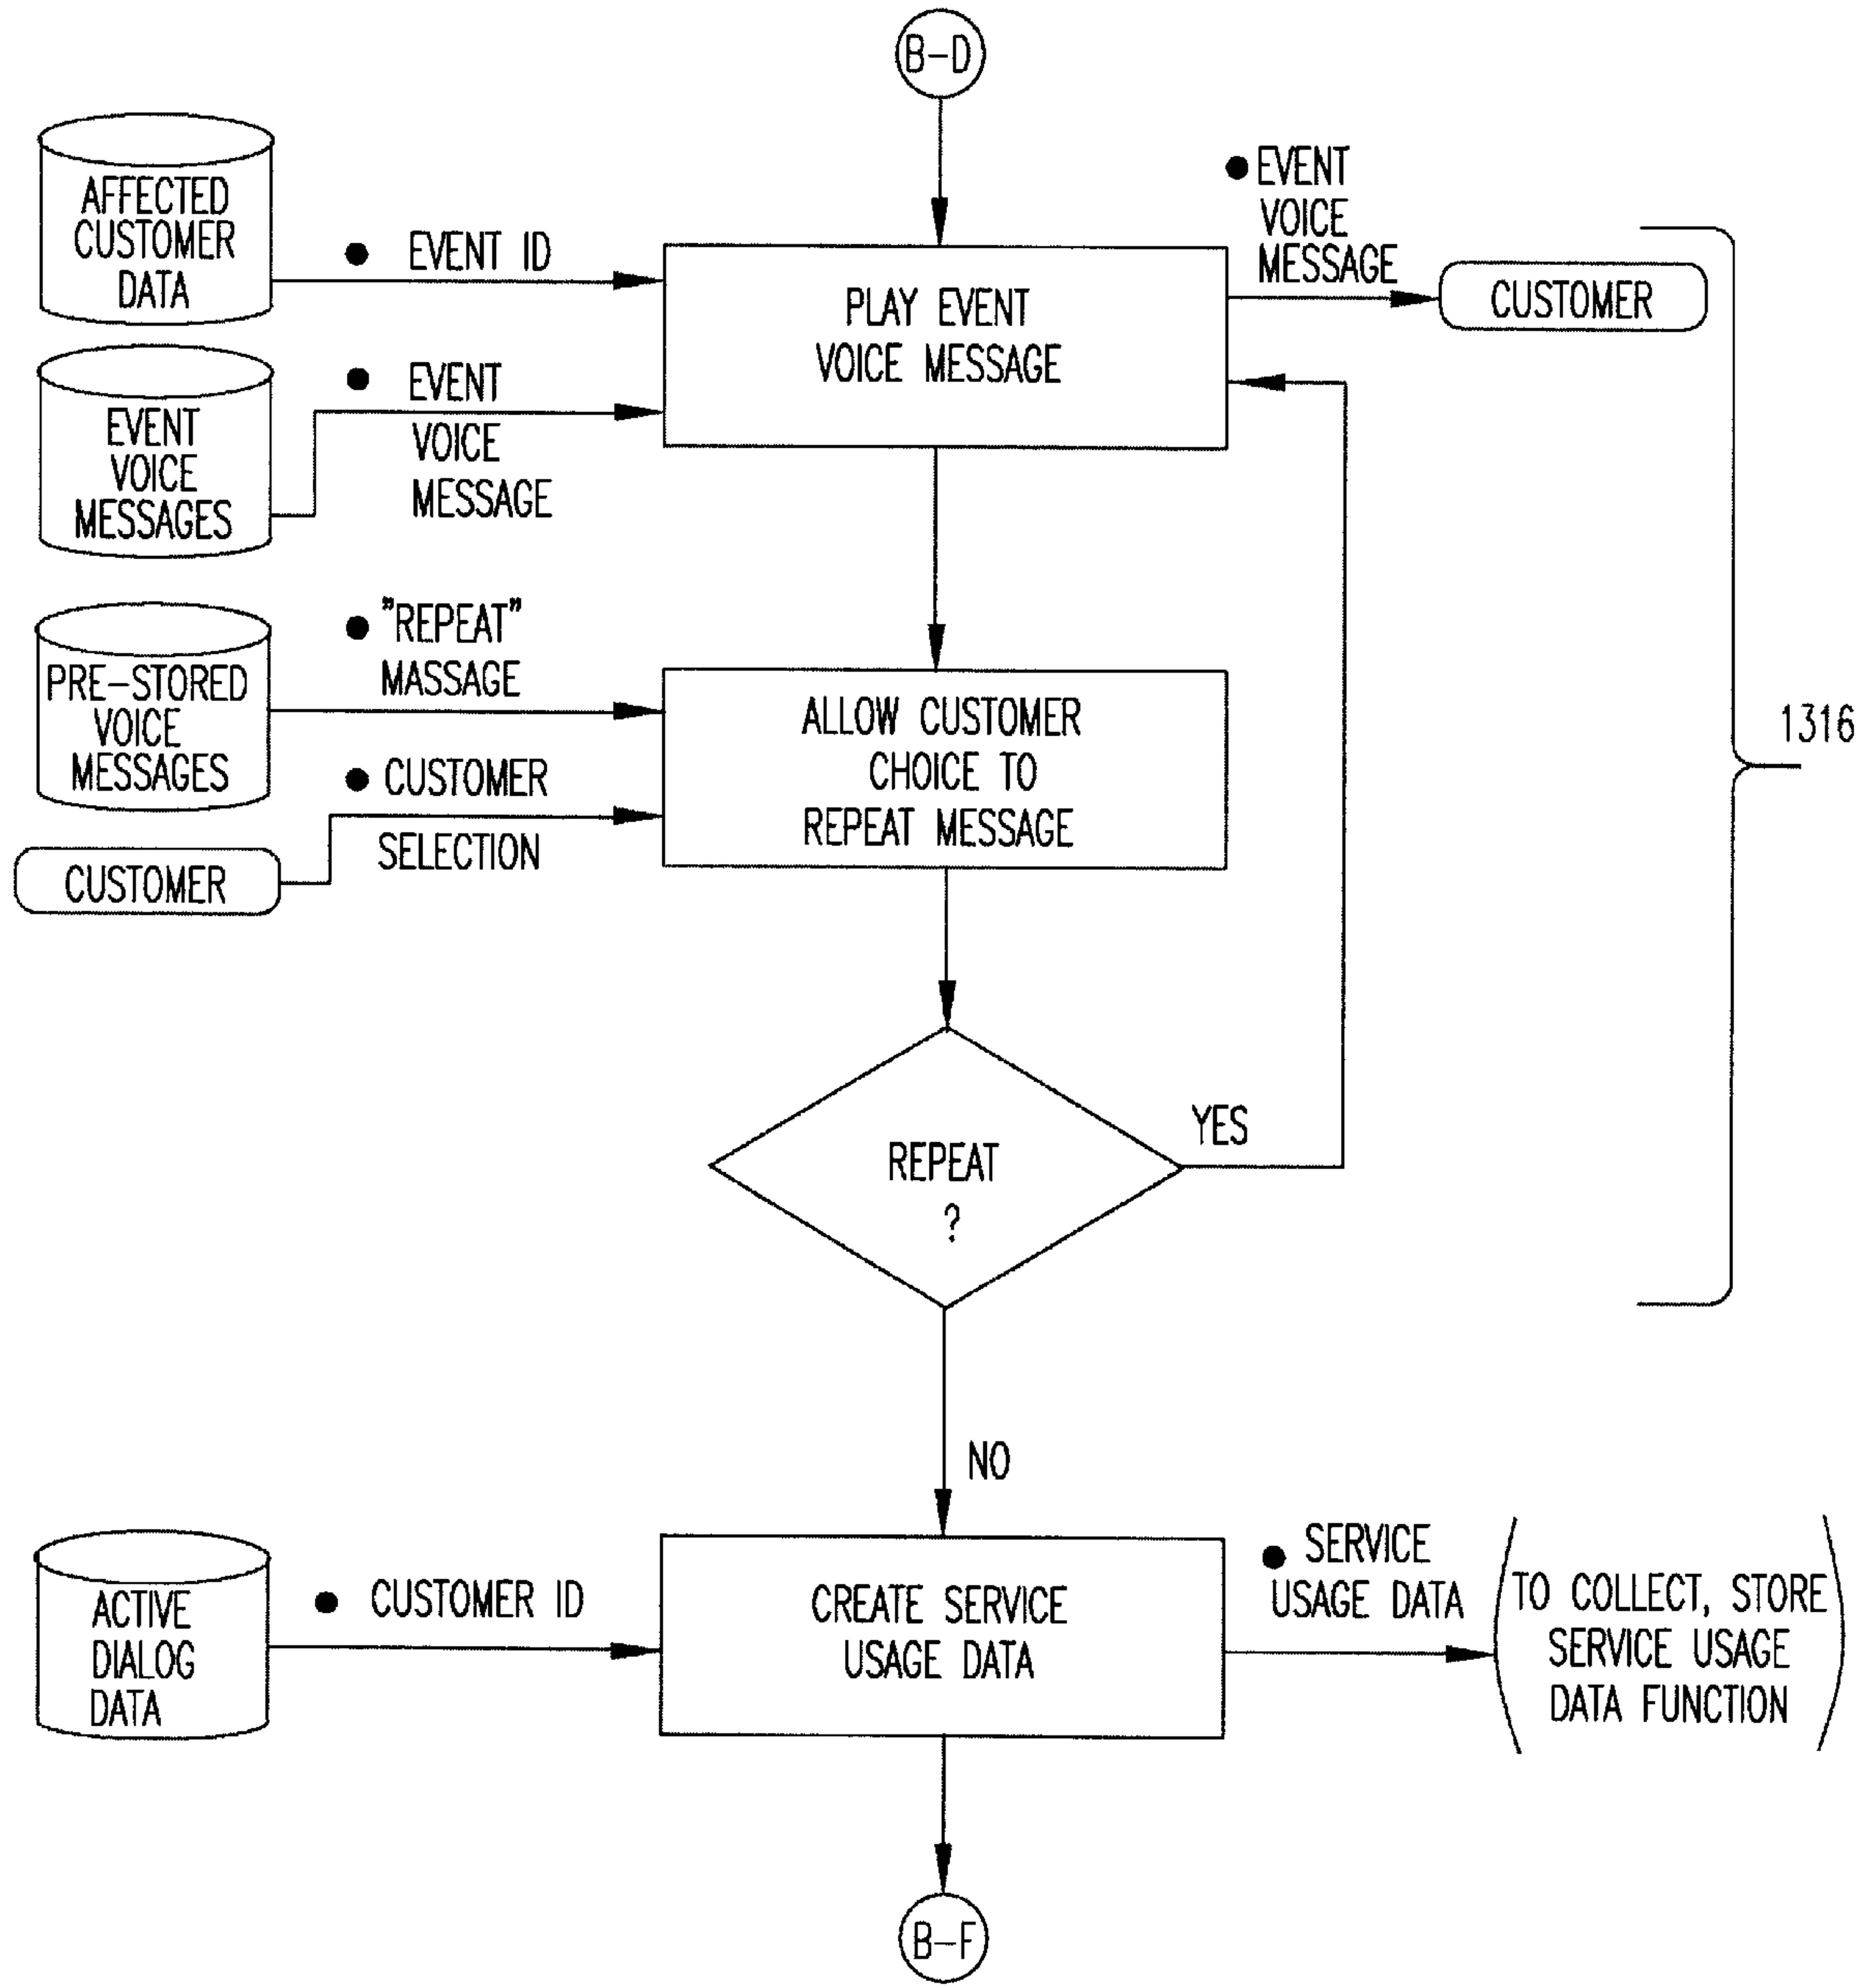 B-D
AFFECTED
CUSTOMER
DATA
● EVENT ID
PLAY EVENT
VOICE MESSAGE
● EVENT
VOICE
MESSAGE
CUSTOMER
EVENT
VOICE
MESSAGES
● EVENT
VOICE
MESSAGE
PRE-STORED
VOICE
MESSAGES
● "REPEAT"
MASSAGE
ALLOW CUSTOMER
CHOICE TO
REPEAT MESSAGE
1316
● CUSTOMER
SELECTION
CUSTOMER
REPEAT
?
YES
NO
ACTIVE
DIALOG
DATA
● CUSTOMER ID
CREATE SERVICE
USAGE DATA
● SERVICE
USAGE DATA
TO COLLECT, STORE
SERVICE USAGE
DATA FUNCTION
B-F